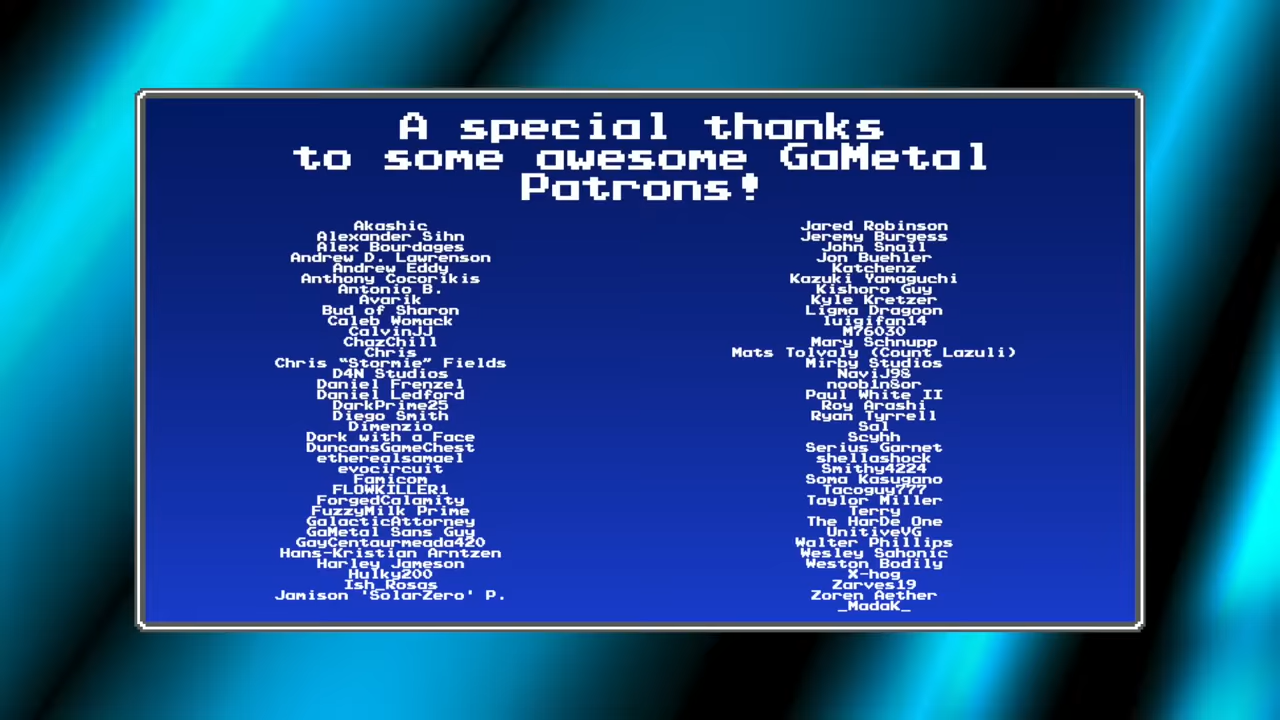 A special thanks
to some awesome GaMetal
Patrons!
Akashic
Alexander Sihn
Alex Bourdages
Andrew D. Lawrenson
Andrew Eddy
Anthony Cocorikis
Antonio B.
Avarik
Bud of Sharon
Caleb Womack
CalvinJJ
ChazChill
Chris
Chris “Stormie” Fields
D4N Studios
Daniel Frenzel
Daniel Ledford
DarkPrime25
Diego Smith
Dimenzio
Dork with a Face
DuncansGameChest
etherealsamael
evocircuit
Famicom
FLOWKILLER1
ForgedCalamity
FuzzyMilk Prime
GalacticAttorney
GaMetal Sans Guy
GayCentaurmeada420
Hans-Kristian Arntzen
Harley Jameson
Hulky200
Ish Rosas
Jamison 'SolarZero' P.
Jared Robinson
Jeremy Burgess
John Snail
Jon Buehler
Katchenz
Kazuki Yamaguchi
Kishoro Guy
Kyle Kretzer
Ligma Dragoon
luigifan14
M76030
Mary Schnupp
Mats Tolvaly (Count Lazuli)
Mirby Studios
NaviJ98
noob1n8or
Paul White II
Roy Arashi
Ryan Tyrrell
Sal
Scyhh
Serius Garnet
shellashock
Smithy4224
Soma Kasugano
Tacoguy777
Taylor Miller
Terry
The HarDe One
UnitiveVG
Walter Phillips
Wesley Sahonic
Weston Bodily
X-hog
Zarves19
Zoren Aether
_MadaK_